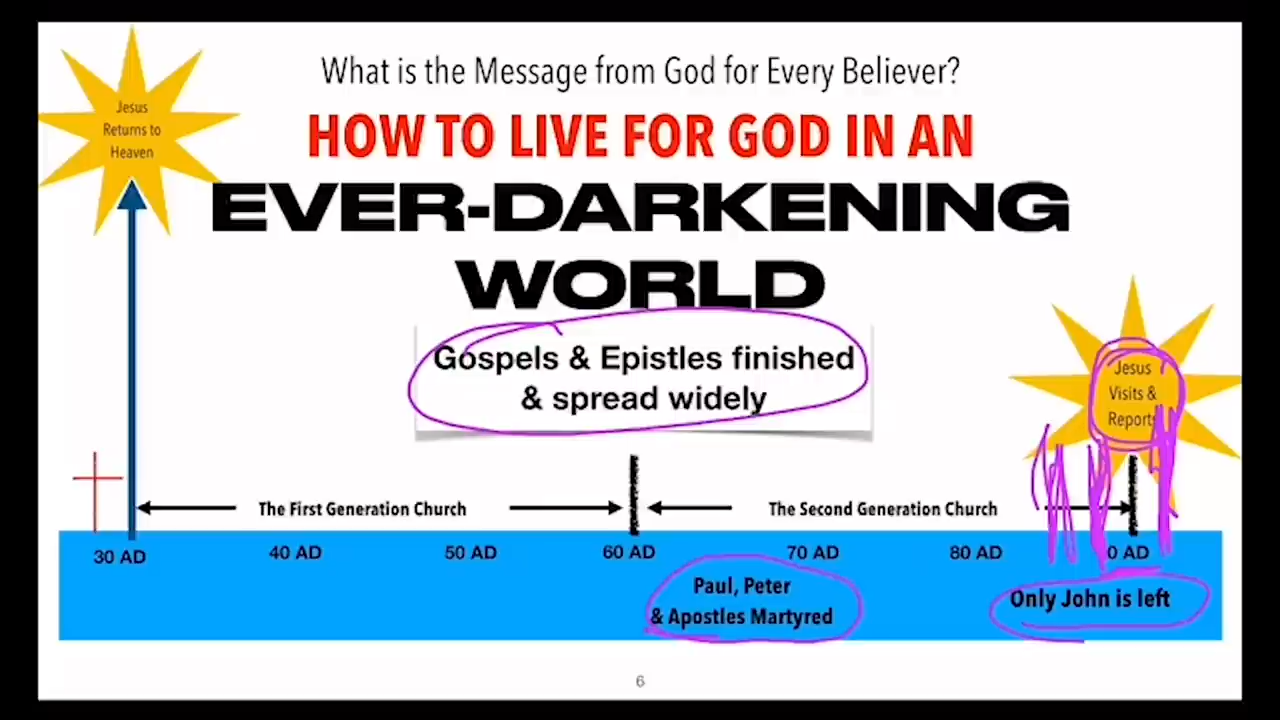 What is the Message from God for Every Believer?
HOW TO LIVE FOR GOD IN AN
EVER-DARKENING
WORLD
Jesus
Returns to
Heaven
Gospels & Epistles finished
& spread widely
Jesus
Visits &
Reports
The First Generation Church
The Second Generation Church
30 AD
40 AD
50 AD
60 AD
70 AD
80 AD
0 AD
Paul, Peter
& Apostles Martyred
Only John is left
6